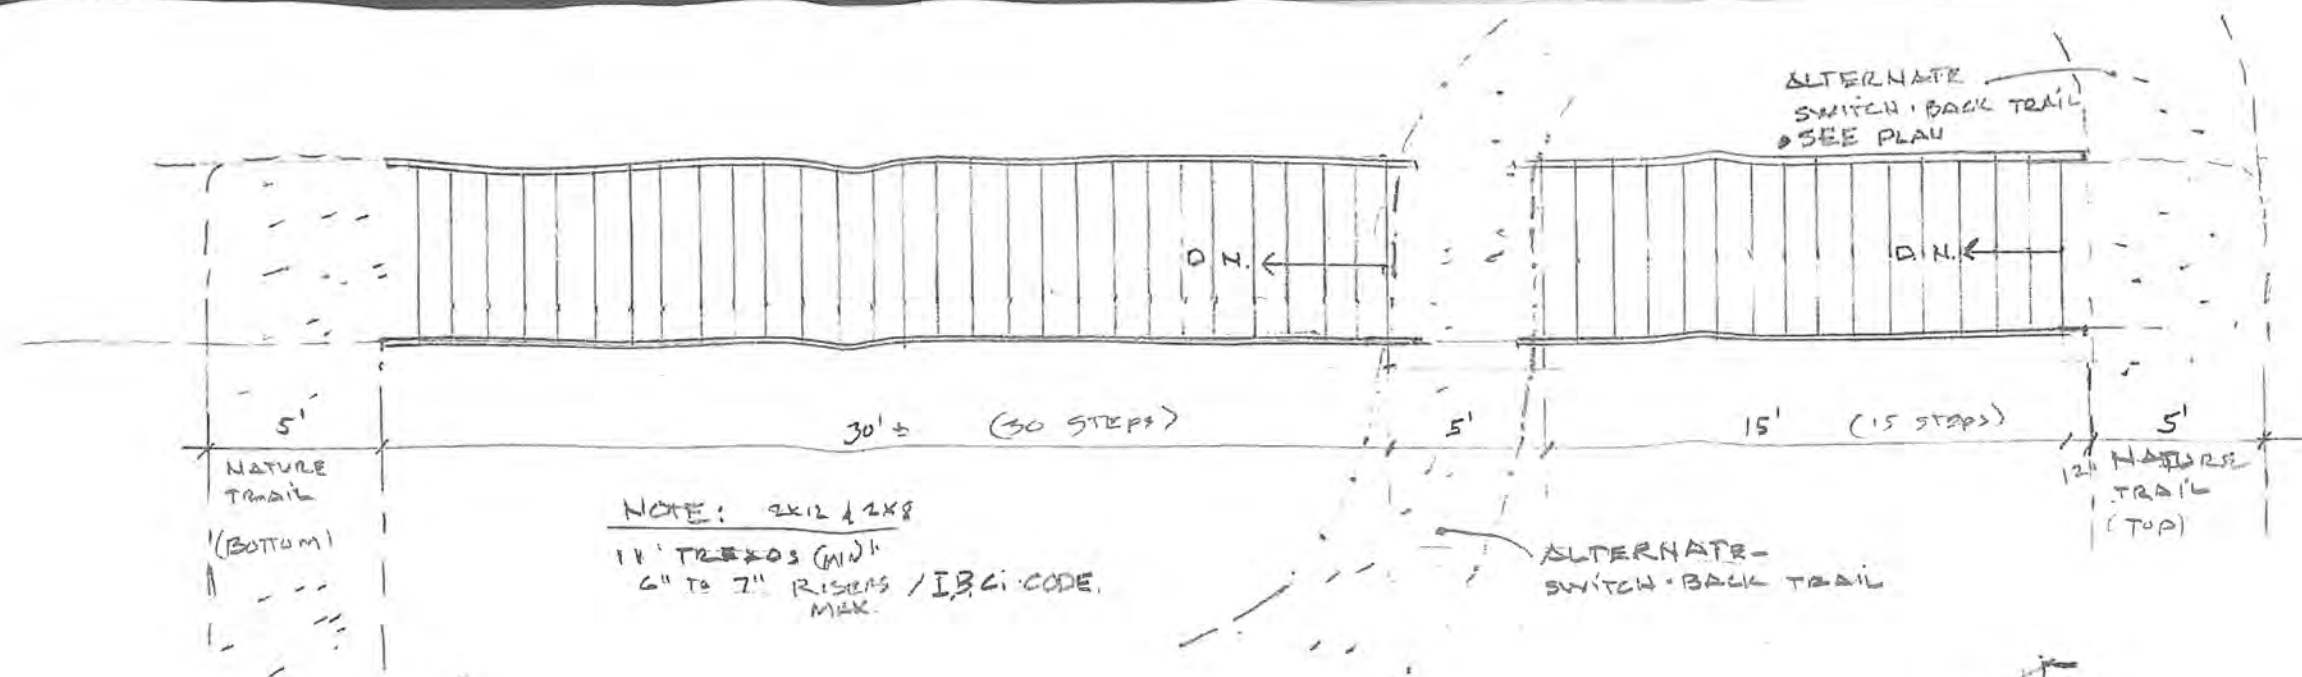 ALTERNATE
SWITCH·BACK TRAIL
SEE PLAN
DN.
DN.
5'
30' ± (30 STEPS)
5'
15' (15 STEPS)
5'
NATURE
TRAIL
(BOTTOM)
12"
NATURE
TRAIL
(TOP)
NOTE: 2x12 & 2x8
11" TREADS (MIN)
6" TO 7" RISERS / I.B.C. CODE.
MAX.
ALTERNATE
SWITCH·BACK TRAIL